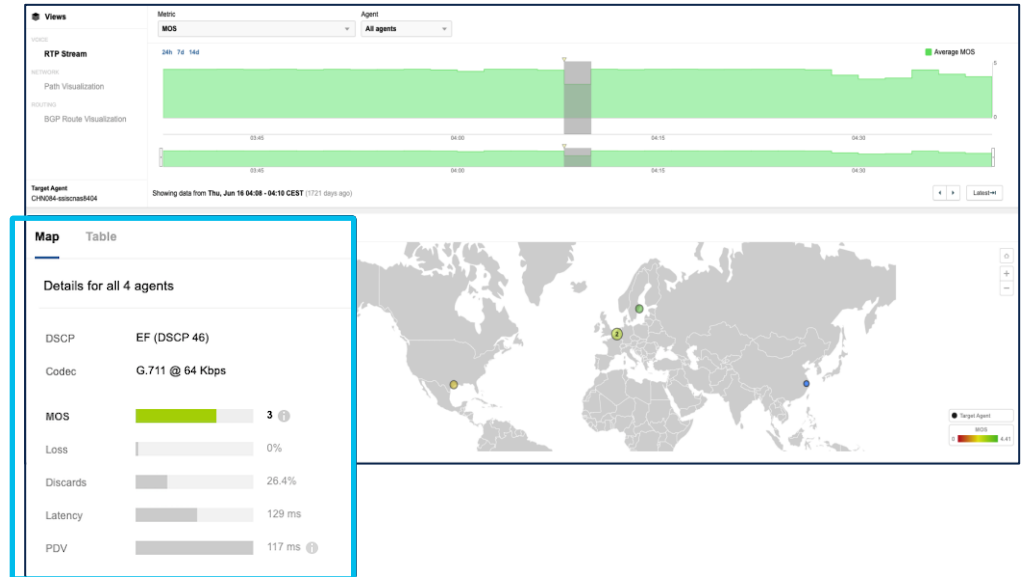 Views
VOICE
RTP Stream
NETWORK
Path Visualization
ROUTING
BGP Route Visualization
Target Agent
CHN084-ssiscnas8404
Metric
MOS
Agent
All agents
24h 7d 14d
Average MOS
5
0
03:45 04:00 04:15 04:30
03:45 04:00 04:15 04:30
Showing data from Thu, Jun 16 04:08 - 04:10 CEST (1721 days ago)
Latest
Map Table
Details for all 4 agents
DSCP EF (DSCP 46)
Codec G.711 @ 64 Kbps
MOS 3
Loss 0%
Discards 26.4%
Latency 129 ms
PDV 117 ms
2
Target Agent
MOS
0 4.41